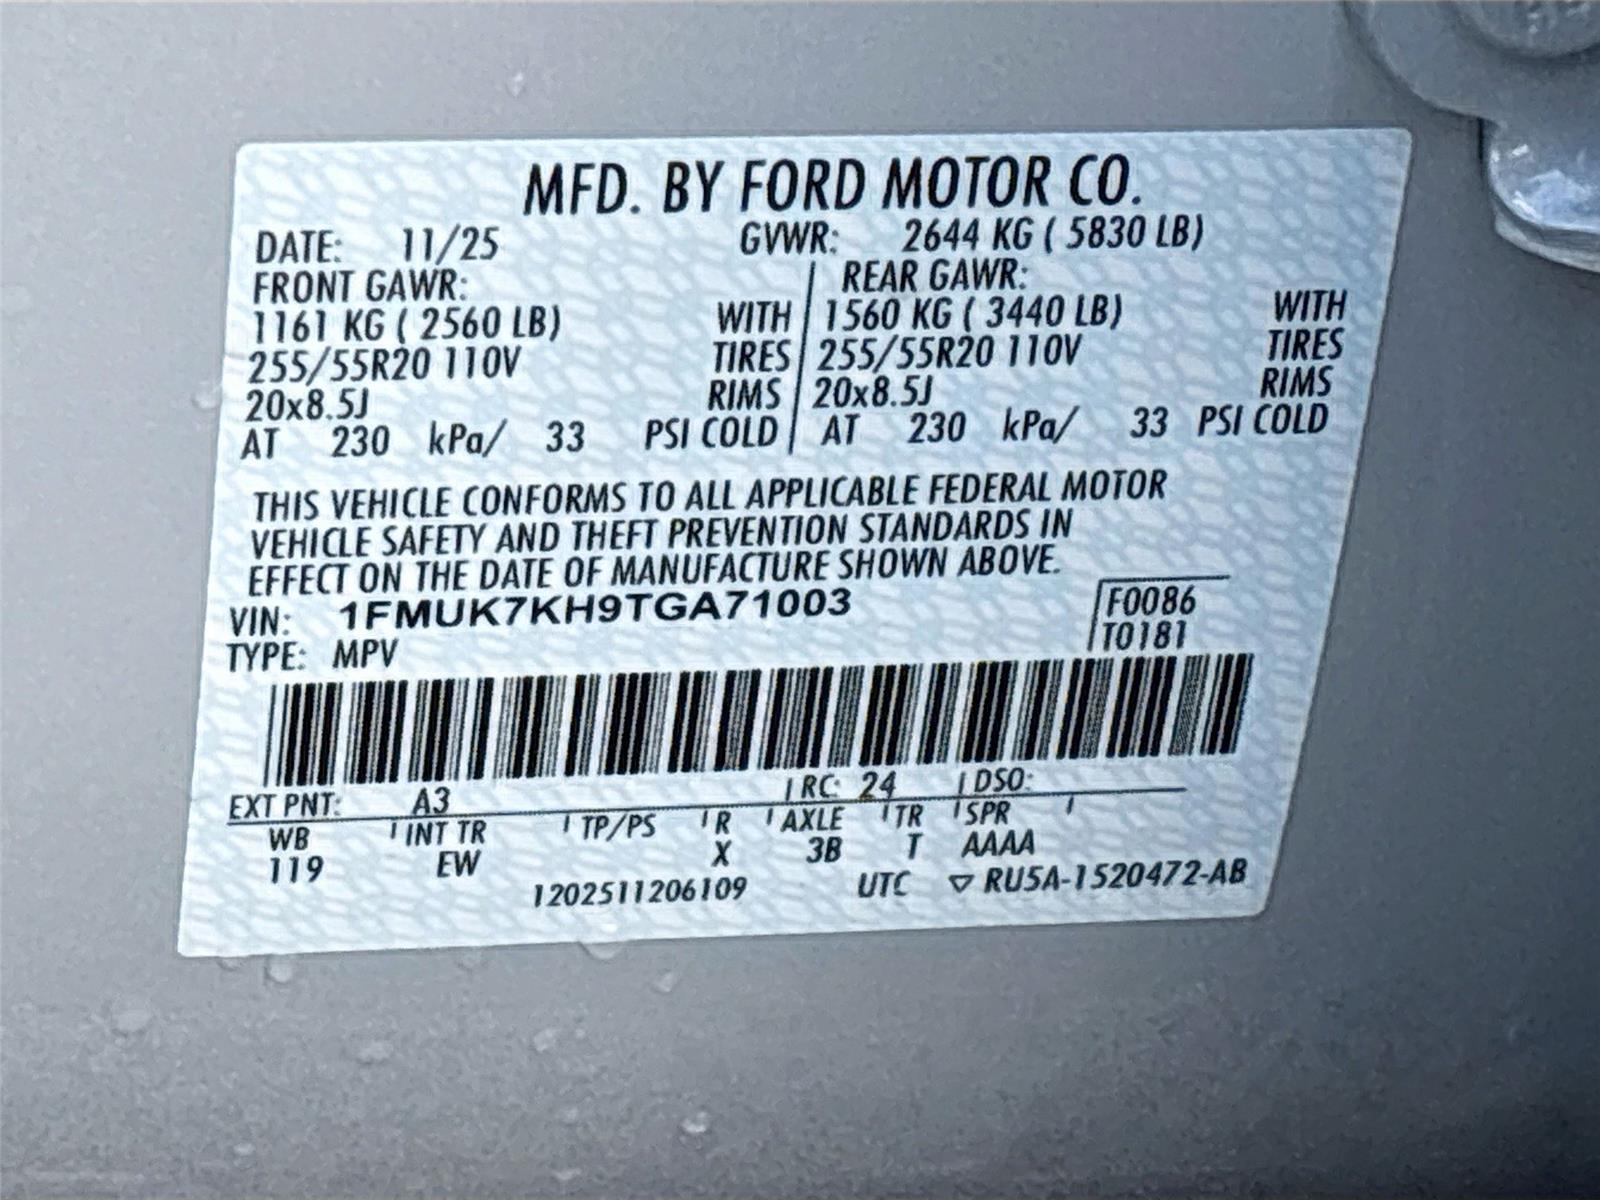 MFD. BY FORD MOTOR CO.
DATE: 11/25 GVWR: 2644 KG ( 5830 LB)
FRONT GAWR: REAR GAWR:
1161 KG ( 2560 LB) WITH 1560 KG ( 3440 LB) WITH
255/55R20 110V TIRES 255/55R20 110V TIRES
20x8.5J RIMS 20x8.5J RIMS
AT 230 kPa/ 33 PSI COLD AT 230 kPa/ 33 PSI COLD
THIS VEHICLE CONFORMS TO ALL APPLICABLE FEDERAL MOTOR
VEHICLE SAFETY AND THEFT PREVENTION STANDARDS IN
EFFECT ON THE DATE OF MANUFACTURE SHOWN ABOVE.
VIN: 1FMUK7KH9TGA71003 F0086
TYPE: MPV T0181
EXT PNT: A3 RC: 24 DSO:
WB INT TR TP/PS R AXLE TR SPR
119 EW X 3B T AAAA
1202511206109 UTC ▽ RU5A-1520472-AB